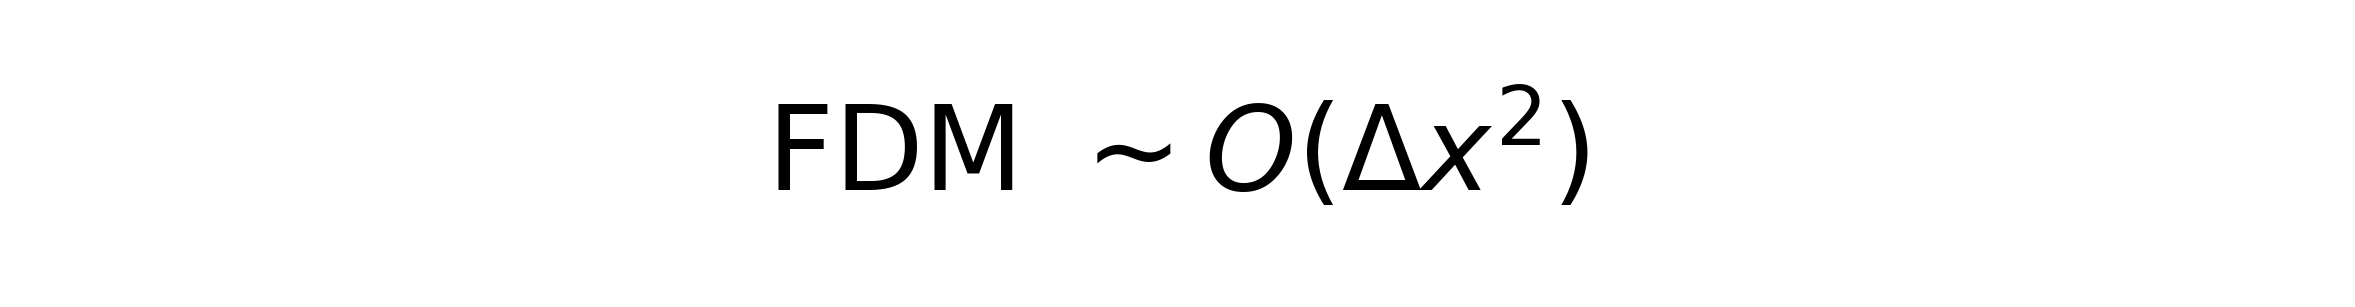 FDM ~ O(Δx²)